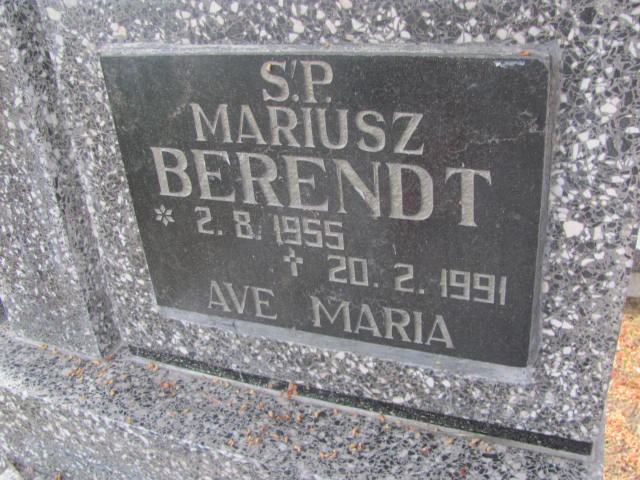 Ś.P.
MARIUSZ
BERENDT
* 2. 8. 1955
† 20. 2. 1991
AVE MARIA